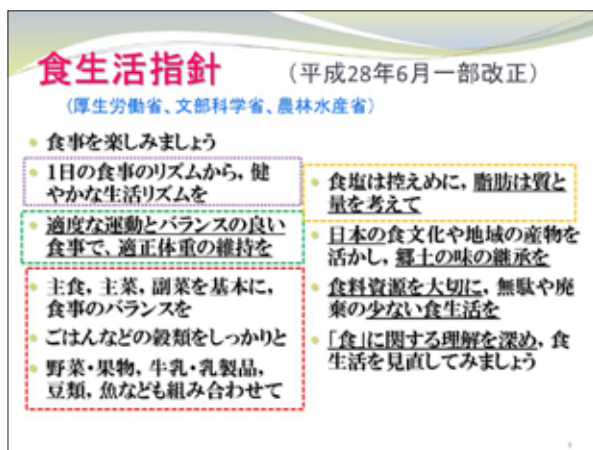 食生活指針 （平成28年6月一部改正）
（厚生労働省、文部科学省、農林水産省）
食事を楽しみましょう
1日の食事のリズムから，健
やかな生活リズムを
適度な運動とバランスの良い
食事で、適正体重の維持を
主食，主菜，副菜を基本に，
食事のバランスを
ごはんなどの穀類をしっかりと
野菜・果物，牛乳・乳製品，
豆類，魚なども組み合わせて
食塩は控えめに，脂肪は質と
量を考えて
日本の食文化や地域の産物を
活かし，郷土の味の継承を
食料資源を大切に，無駄や廃
棄の少ない食生活を
「食」に関する理解を深め，食
生活を見直してみましょう